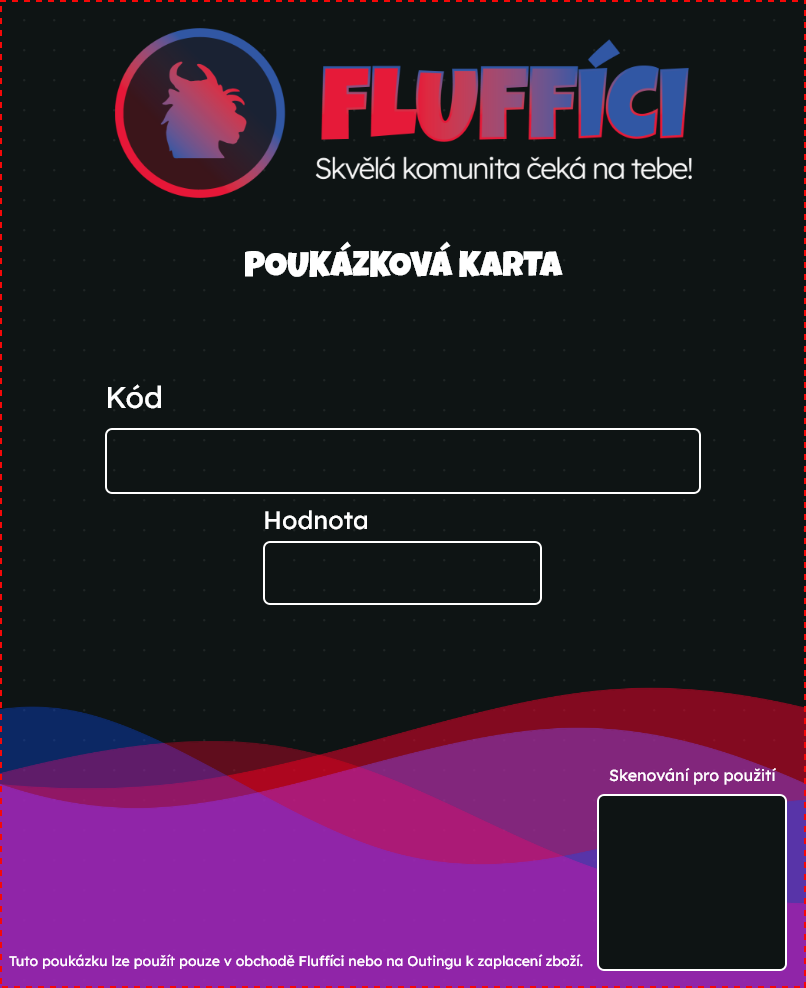 FLUFFÍCI
Skvělá komunita čeká na tebe!
POUKÁZKOVÁ KARTA
Kód
Hodnota
Skenování pro použití
Tuto poukázku lze použít pouze v obchodě Fluffíci nebo na Outingu k zaplacení zboží.